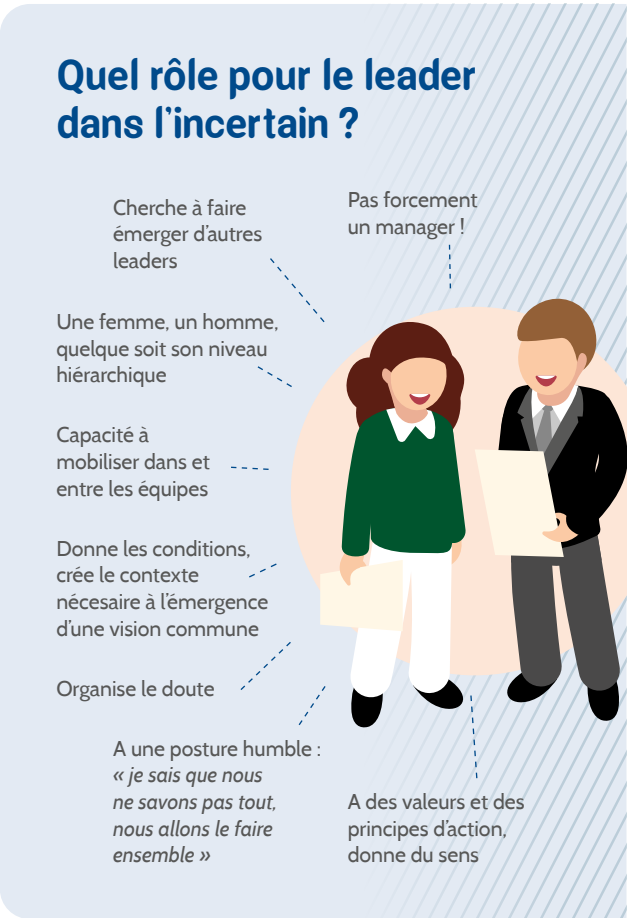 Quel rôle pour le leader
dans l'incertain ?
Cherche à faire
émerger d'autres
leaders
Pas forcement
un manager !
Une femme, un homme,
quelque soit son niveau
hiérarchique
Capacité à
mobiliser dans et
entre les équipes
Donne les conditions,
crée le contexte
nécesaire à l'émergence
d'une vision commune
Organise le doute
A une posture humble :
« je sais que nous
ne savons pas tout,
nous allons le faire
ensemble »
A des valeurs et des
principes d'action,
donne du sens